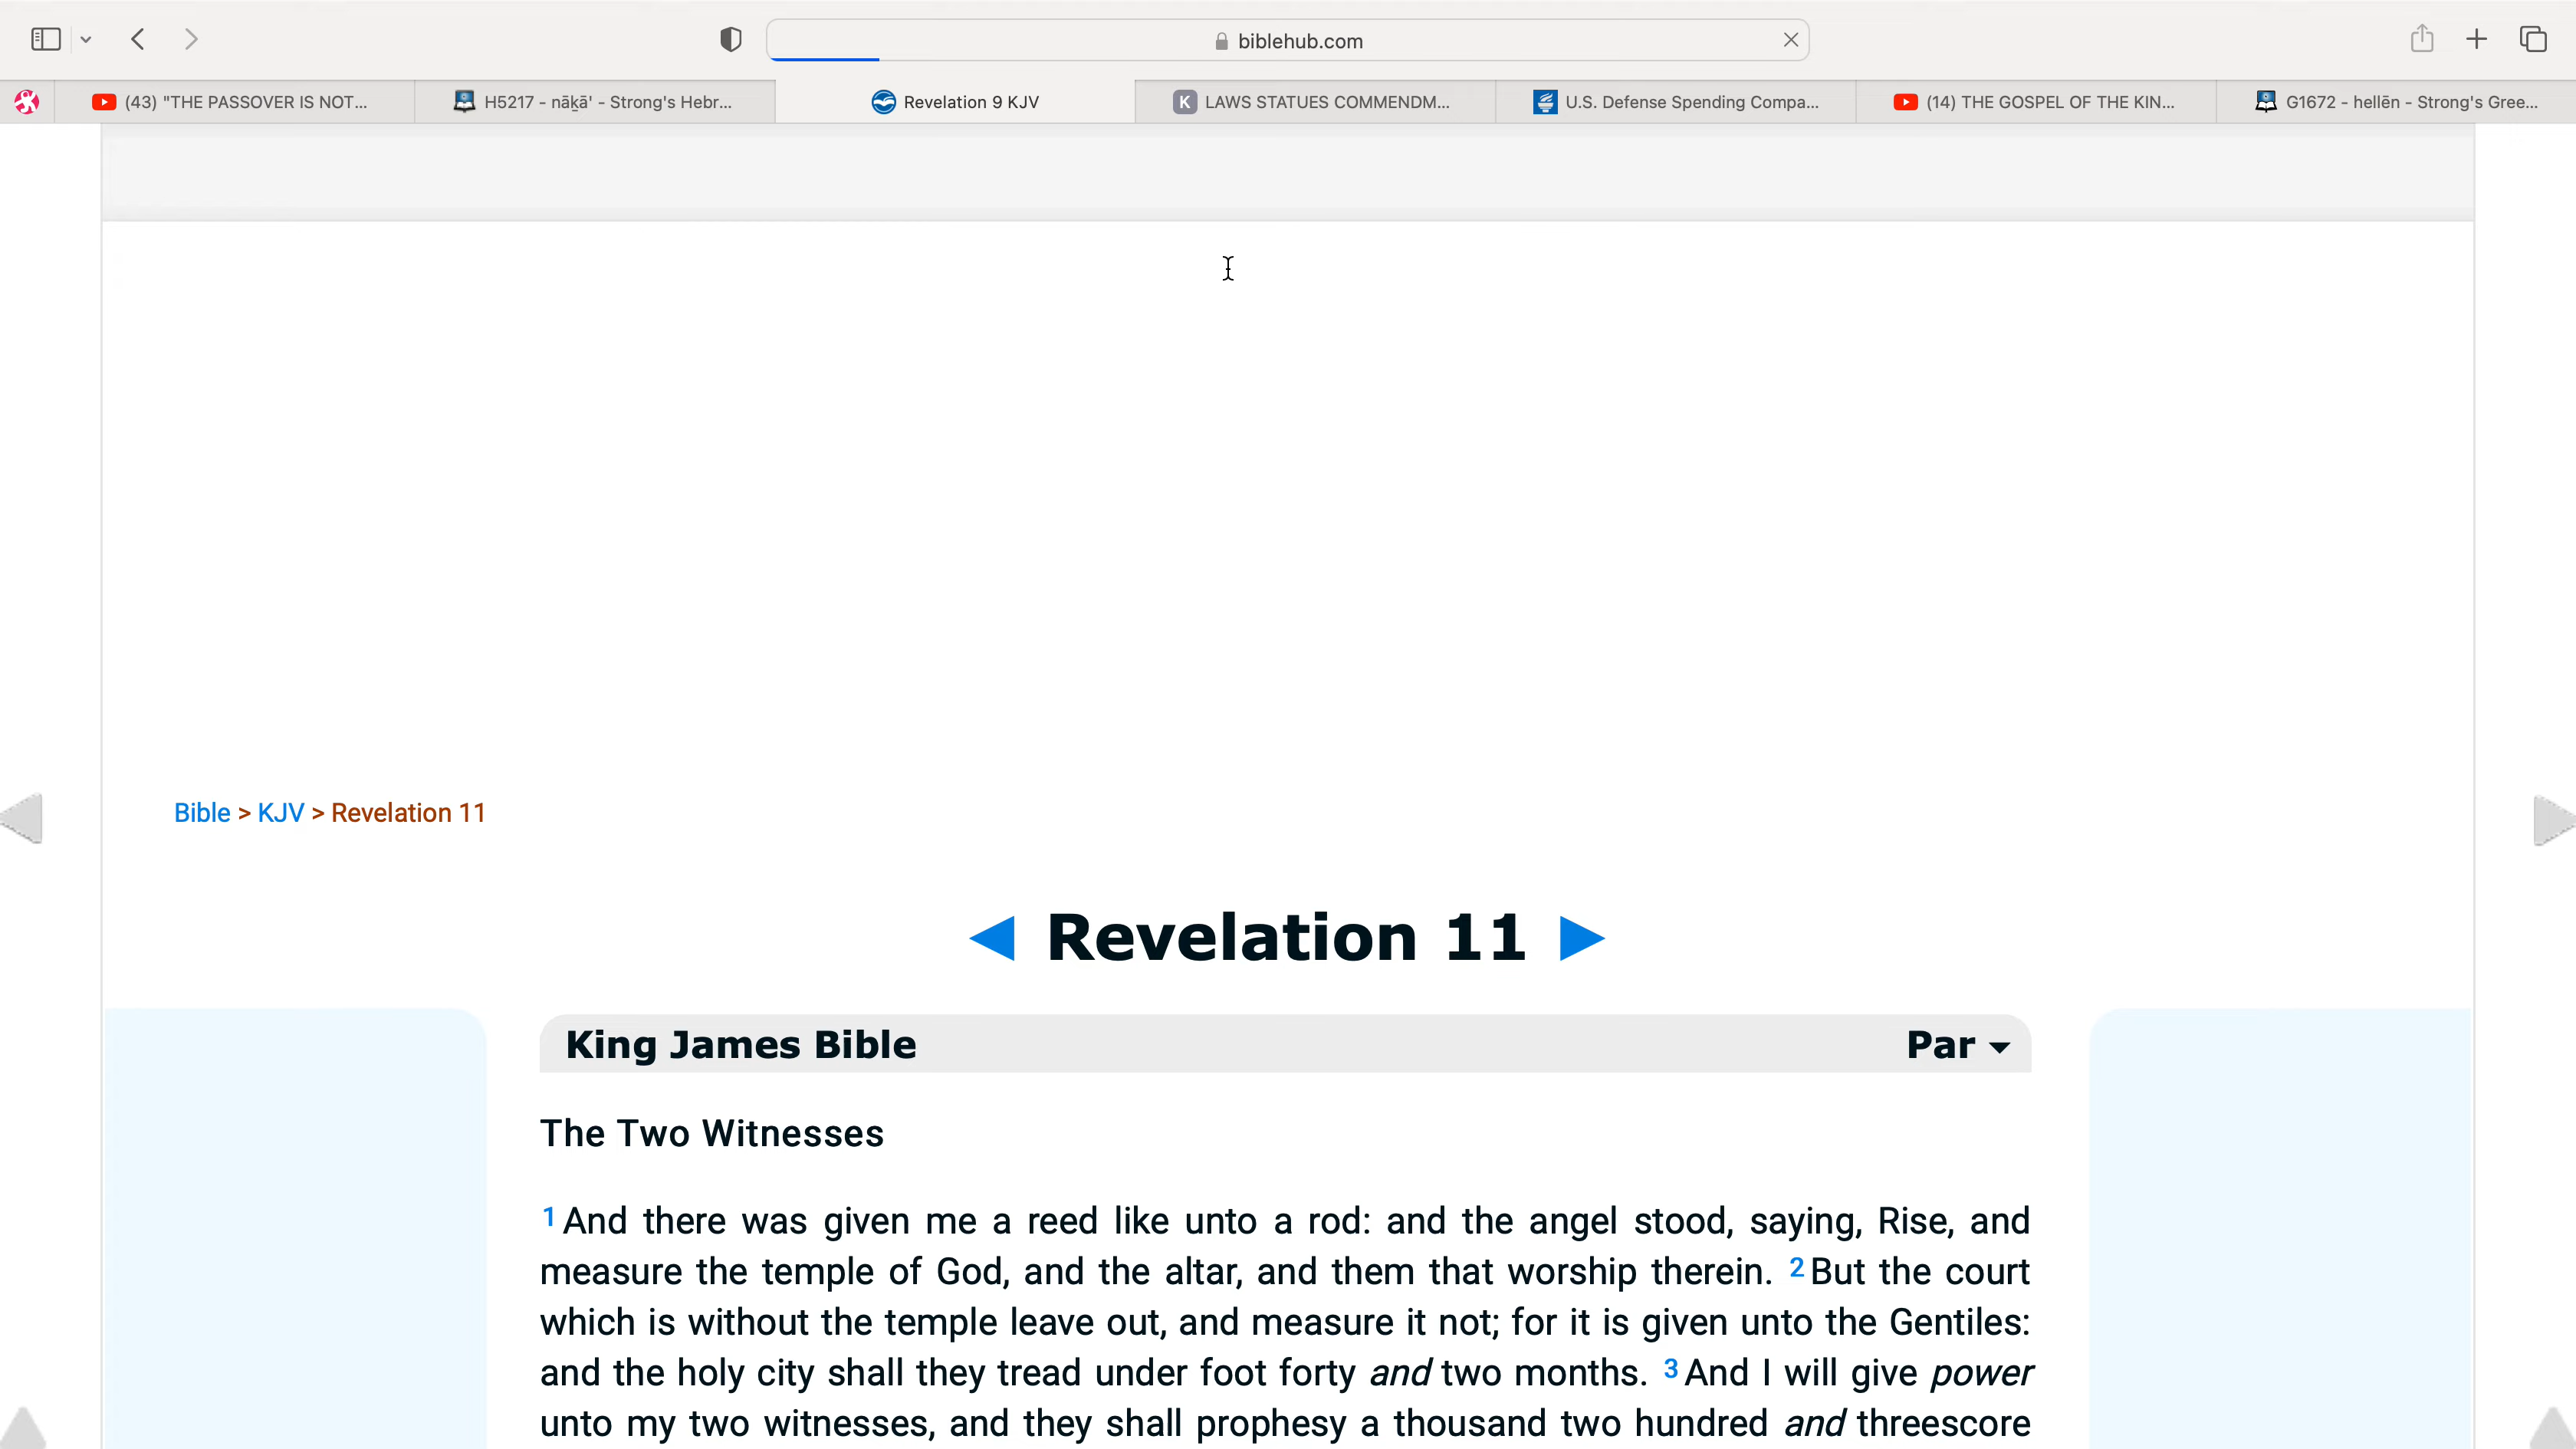 biblehub.com
(43) "THE PASSOVER IS NOT...
H5217 - nāḵā' - Strong's Hebr...
Revelation 9 KJV
K LAWS STATUES COMMENDM...
U.S. Defense Spending Compa...
(14) THE GOSPEL OF THE KIN...
G1672 - hellēn - Strong's Gree...
Bible > KJV > Revelation 11
Revelation 11
King James Bible
Par
The Two Witnesses
1 And there was given me a reed like unto a rod: and the angel stood, saying, Rise, and
measure the temple of God, and the altar, and them that worship therein. 2 But the court
which is without the temple leave out, and measure it not; for it is given unto the Gentiles:
and the holy city shall they tread under foot forty and two months. 3 And I will give power
unto my two witnesses, and they shall prophesy a thousand two hundred and threescore